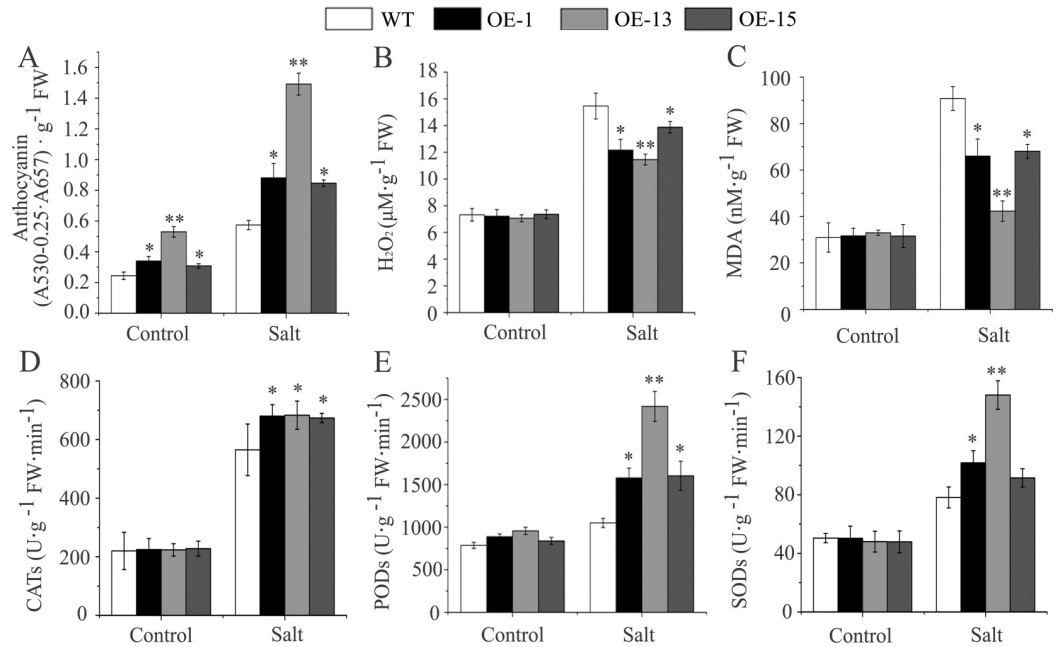 WT OE-1 OE-13 OE-15
A
Anthocyanin
(A530-0.25·A657) · g⁻¹ FW
1.6
1.4
1.2
1.0
0.8
0.6
0.4
0.2
0.0
* ** * * ** *
Control Salt
B
H₂O₂ (μM·g⁻¹ FW)
18
16
14
12
10
8
6
4
2
0
* ** *
Control Salt
C
MDA (nM·g⁻¹ FW)
100
80
60
40
20
0
* ** *
Control Salt
D
CATs (U·g⁻¹ FW·min⁻¹)
800
600
400
200
0
* * *
Control Salt
E
PODs (U·g⁻¹ FW·min⁻¹)
2500
2000
1500
1000
750
500
250
0
* ** *
Control Salt
F
SODs (U·g⁻¹ FW·min⁻¹)
160
120
80
40
0
* **
Control Salt